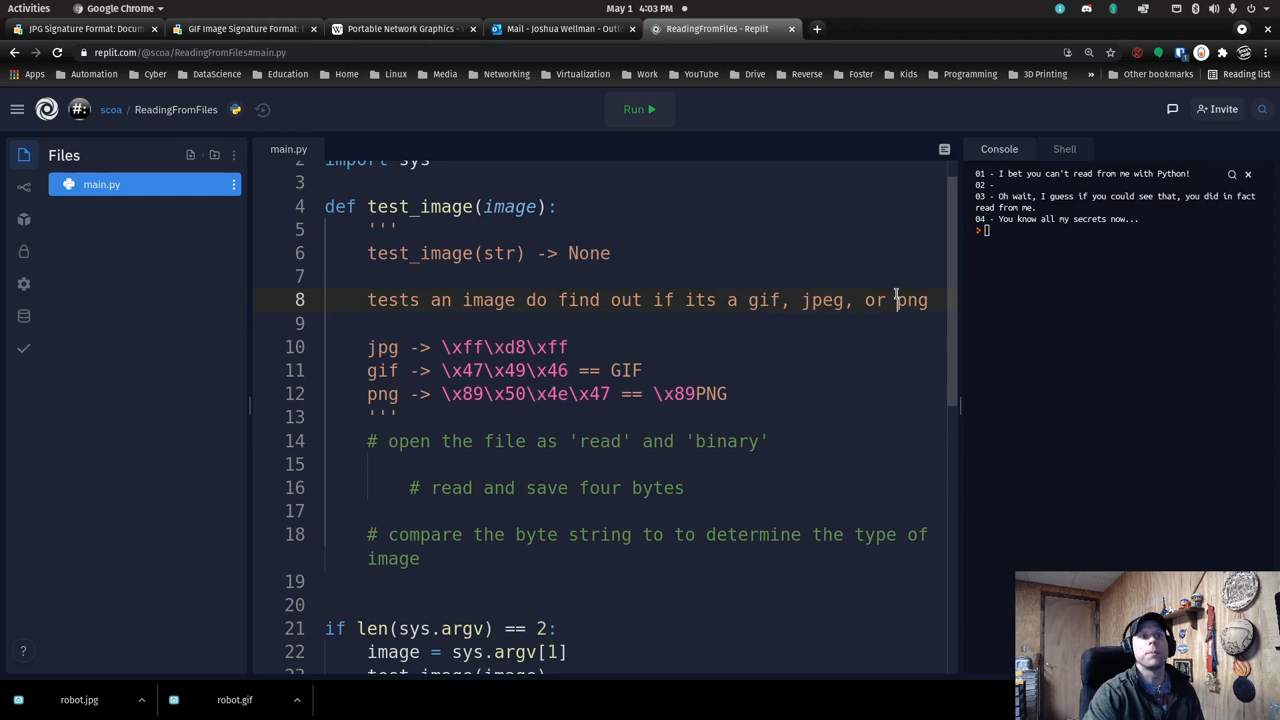 Activities
Google Chrome
May 1 4:03 PM
JPG Signature Format: Docum
GIF Image Signature Format:
Portable Network Graphics -
Mail - Joshua Wellman - Outlo
ReadingFromFiles - Replit
replit.com/@scoa/ReadingFromFiles#main.py
Apps Automation Cyber DataScience Education Home Linux Media Networking Virtualization Work YouTube Drive Reverse Foster Kids Programming 3D Printing » Other bookmarks Reading list
scoa / ReadingFromFiles
Run
Invite
Files
main.py
main.py
Console Shell
2 import sys
3
4 def test_image(image):
5 '''
6 test_image(str) -> None
7
8 tests an image do find out if its a gif, jpeg, or png
9
10 jpg -> \xff\xd8\xff
11 gif -> \x47\x49\x46 == GIF
12 png -> \x89\x50\x4e\x47 == \x89PNG
13 '''
14 # open the file as 'read' and 'binary'
15
16 # read and save four bytes
17
18 # compare the byte string to to determine the type of
image
19
20
21 if len(sys.argv) == 2:
22 image = sys.argv[1]
23 test_image(image)
01 - I bet you can't read from me with Python!
02 -
03 - Oh wait, I guess if you could see that, you did in fact
read from me.
04 - You know all my secrets now...
>
robot.jpg
robot.gif